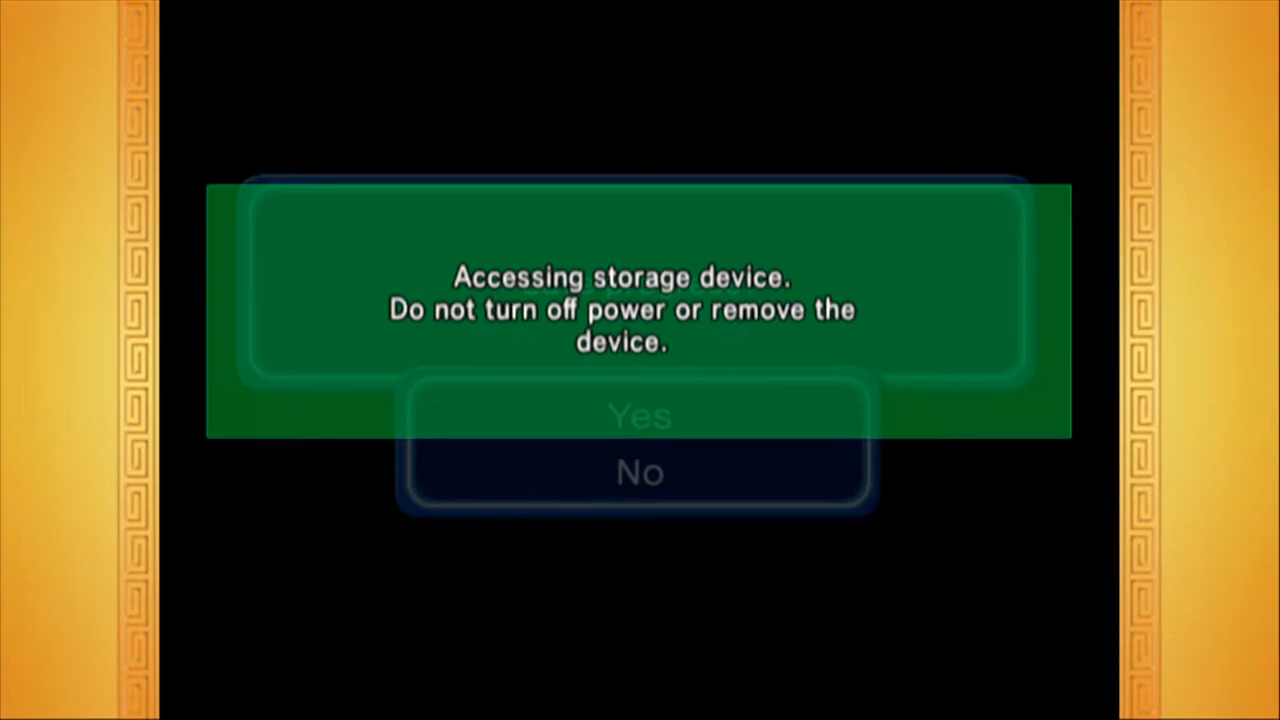 Accessing storage device.
Do not turn off power or remove the
device.
Yes
No